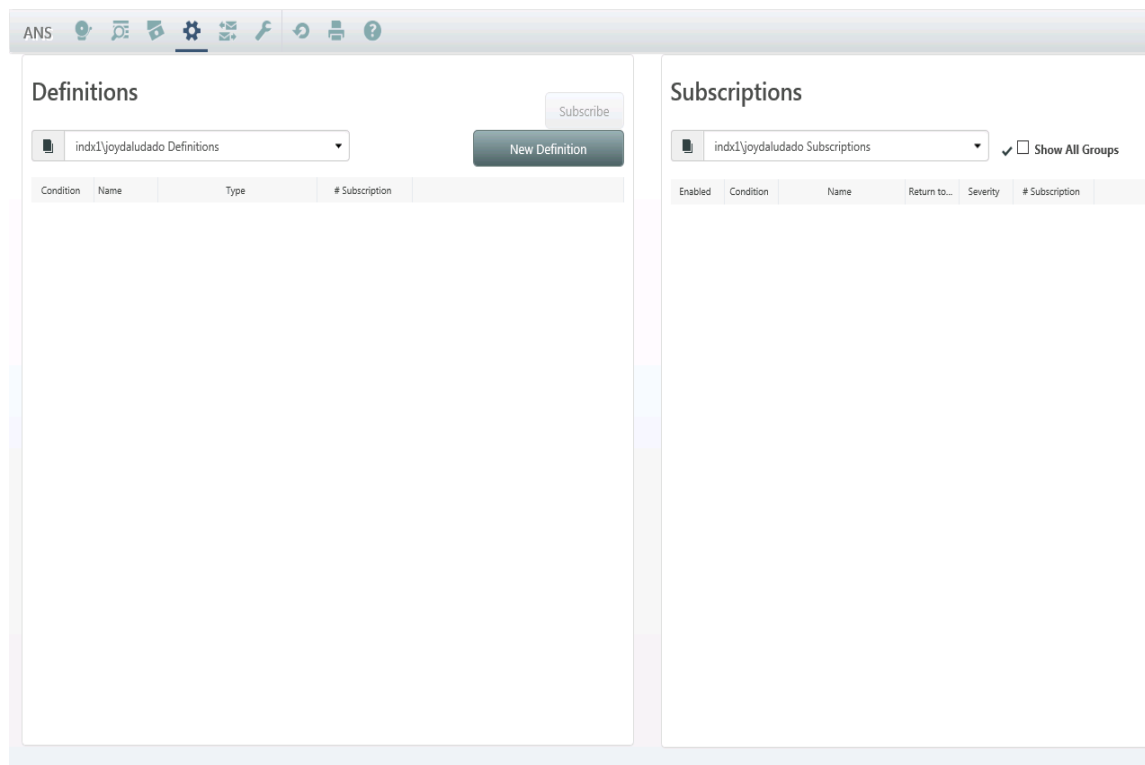 ANS
Definitions
Subscribe
indx1\joydaludado Definitions
New Definition
Condition Name Type # Subscription
Subscriptions
indx1\joydaludado Subscriptions
Show All Groups
Enabled Condition Name Return to... Severity # Subscription